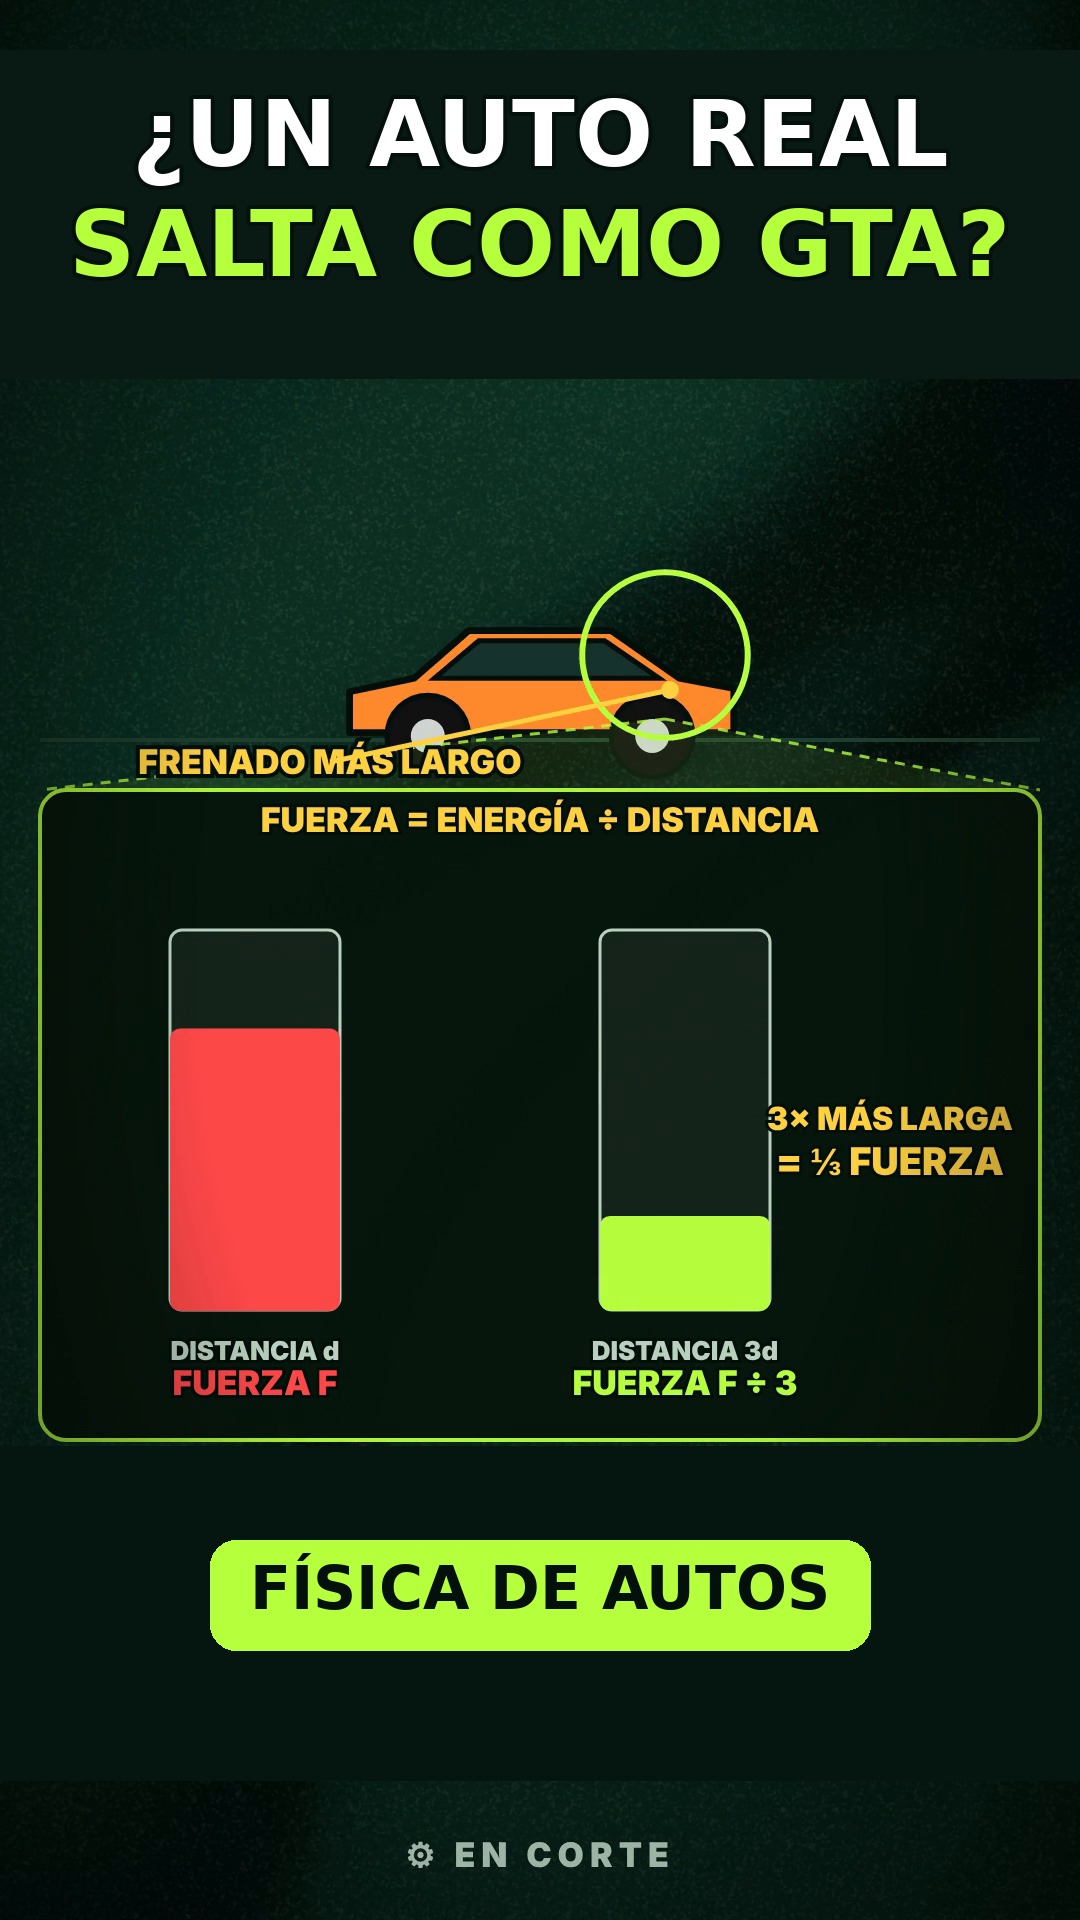 ¿UN AUTO REAL
SALTA COMO GTA?
FRENADO MÁS LARGO
FUERZA = ENERGÍA ÷ DISTANCIA
3× MÁS LARGA
= ⅓ FUERZA
DISTANCIA d
FUERZA F
DISTANCIA 3d
FUERZA F ÷ 3
FÍSICA DE AUTOS
⚙ EN CORTE